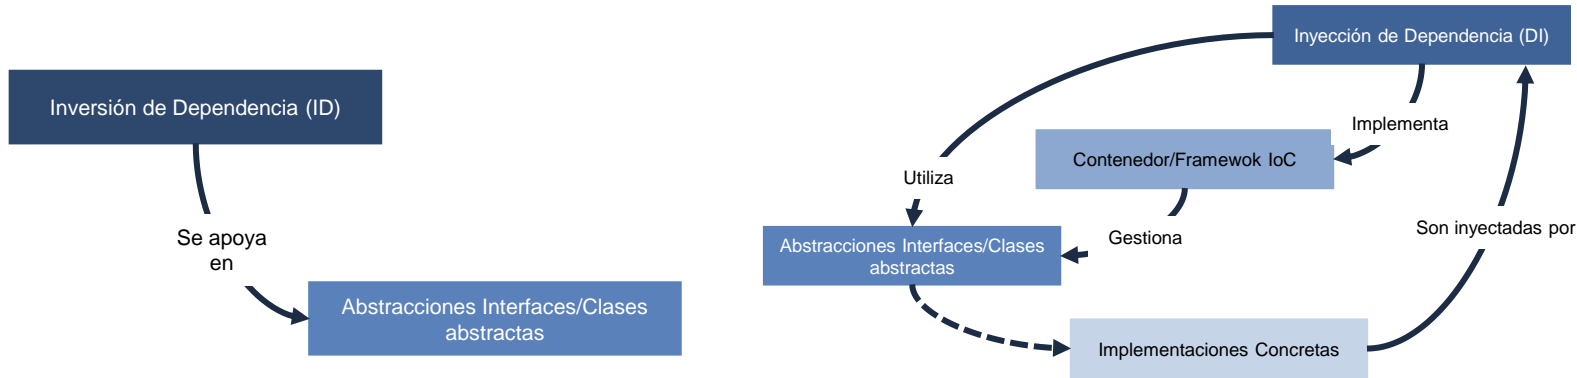 Inversión de Dependencia (ID)
Se apoya
en
Abstracciones Interfaces/Clases
abstractas
Inyección de Dependencia (DI)
Implementa
Contenedor/Framewok IoC
Utiliza
Gestiona
Abstracciones Interfaces/Clases
abstractas
Son inyectadas por
Implementaciones Concretas